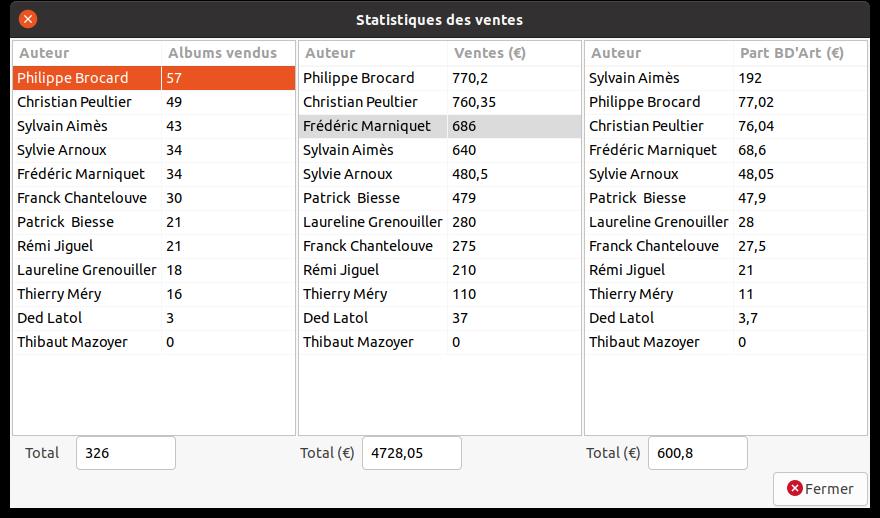 Statistiques des ventes
Auteur Albums vendus Auteur Ventes (€) Auteur Part BD'Art (€)
Philippe Brocard 57 Philippe Brocard 770,2 Sylvain Aimès 192
Christian Peultier 49 Christian Peultier 760,35 Philippe Brocard 77,02
Sylvain Aimès 43 Frédéric Marniquet 686 Christian Peultier 76,04
Sylvie Arnoux 34 Sylvain Aimès 640 Frédéric Marniquet 68,6
Frédéric Marniquet 34 Sylvie Arnoux 480,5 Sylvie Arnoux 48,05
Franck Chantelouve 30 Patrick  Biesse 479 Patrick  Biesse 47,9
Patrick  Biesse 21 Laureline Grenouiller 280 Laureline Grenouiller 28
Rémi Jiguel 21 Franck Chantelouve 275 Franck Chantelouve 27,5
Laureline Grenouiller 18 Rémi Jiguel 210 Rémi Jiguel 21
Thierry Méry 16 Thierry Méry 110 Thierry Méry 11
Ded Latol 3 Ded Latol 37 Ded Latol 3,7
Thibaut Mazoyer 0 Thibaut Mazoyer 0 Thibaut Mazoyer 0
Total 326 Total (€) 4728,05 Total (€) 600,8
Fermer